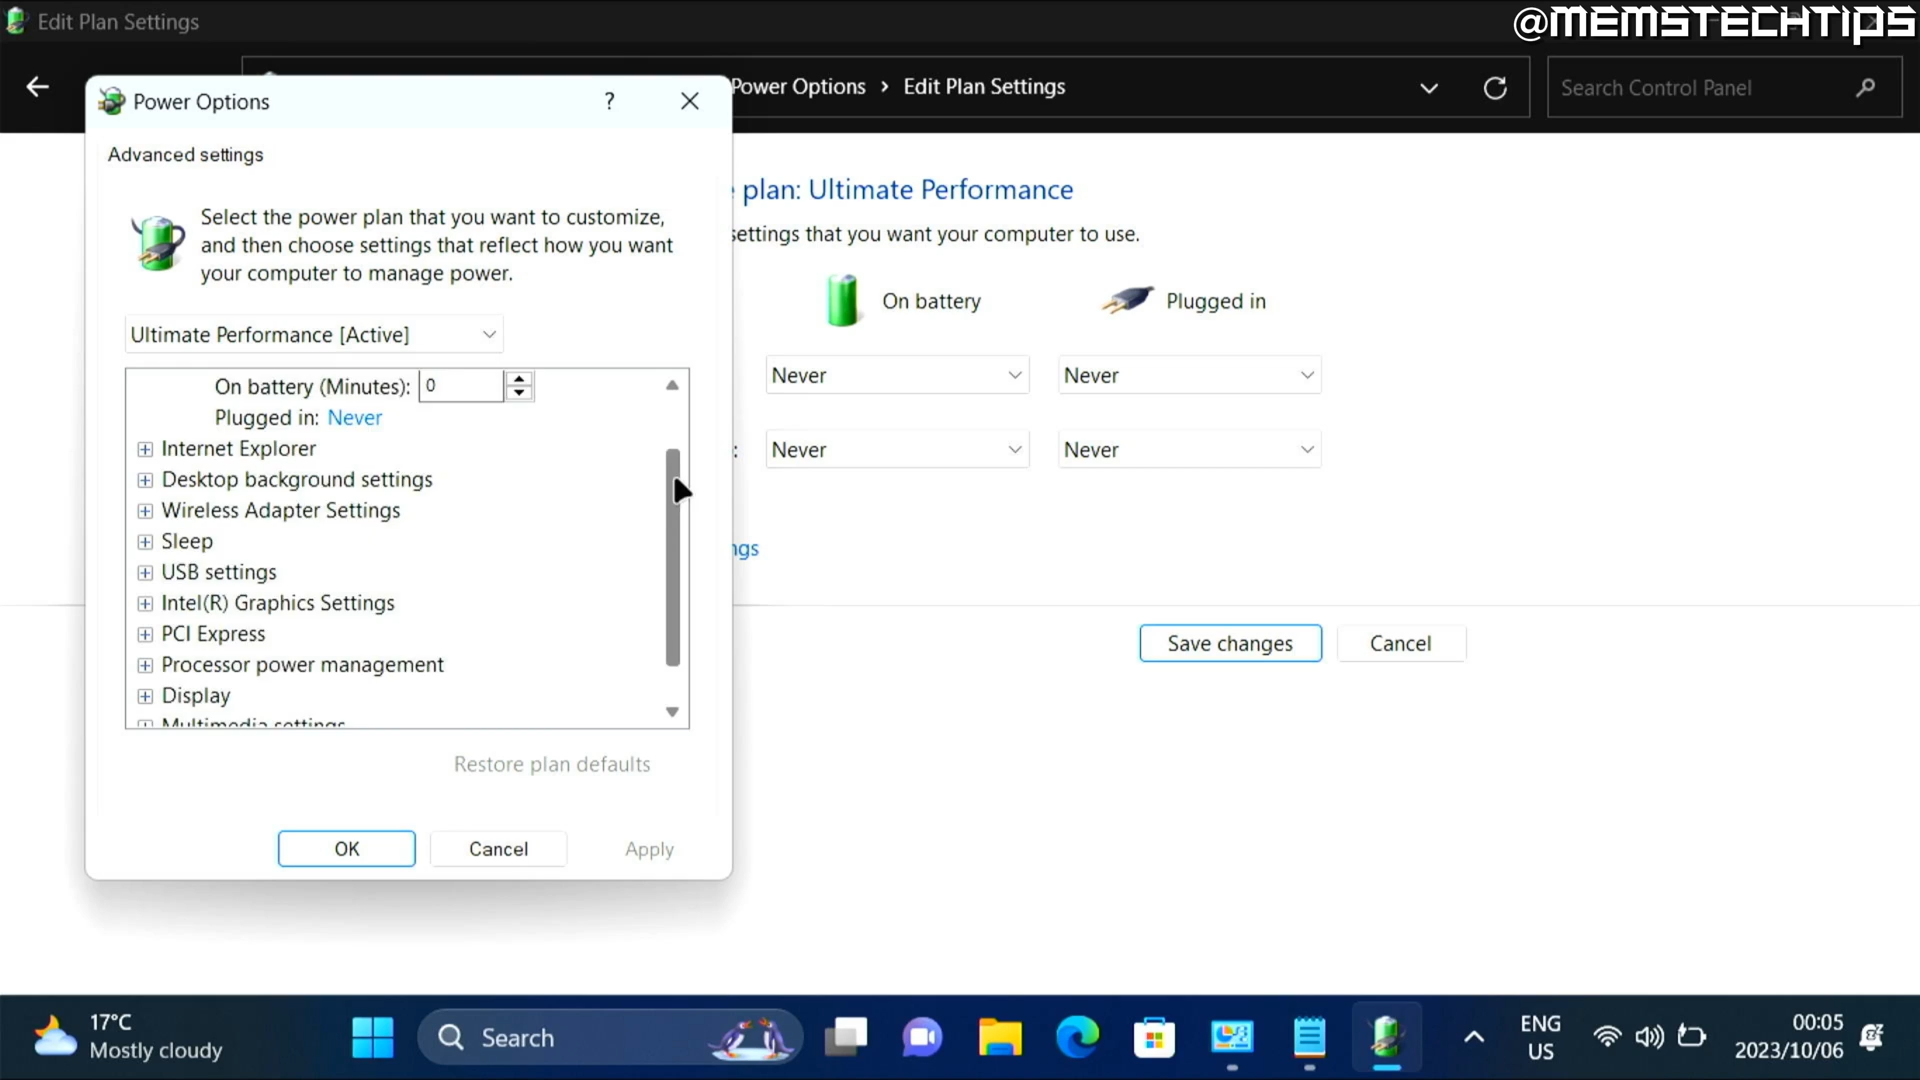 Edit Plan Settings
@MEMSTECHTIPS
Power Options > Edit Plan Settings
Search Control Panel
Power Options
?
Advanced settings
Select the power plan that you want to customize,
and then choose settings that reflect how you want
your computer to manage power.
Ultimate Performance [Active]
On battery (Minutes): 0
Plugged in: Never
Internet Explorer
Desktop background settings
Wireless Adapter Settings
Sleep
USB settings
Intel(R) Graphics Settings
PCI Express
Processor power management
Display
Multimedia settings
Restore plan defaults
OK
Cancel
Apply
plan: Ultimate Performance
settings that you want your computer to use.
On battery
Plugged in
Never
Never
: Never
Never
ngs
Save changes
Cancel
17°C
Mostly cloudy
Search
ENG
US
00:05
2023/10/06